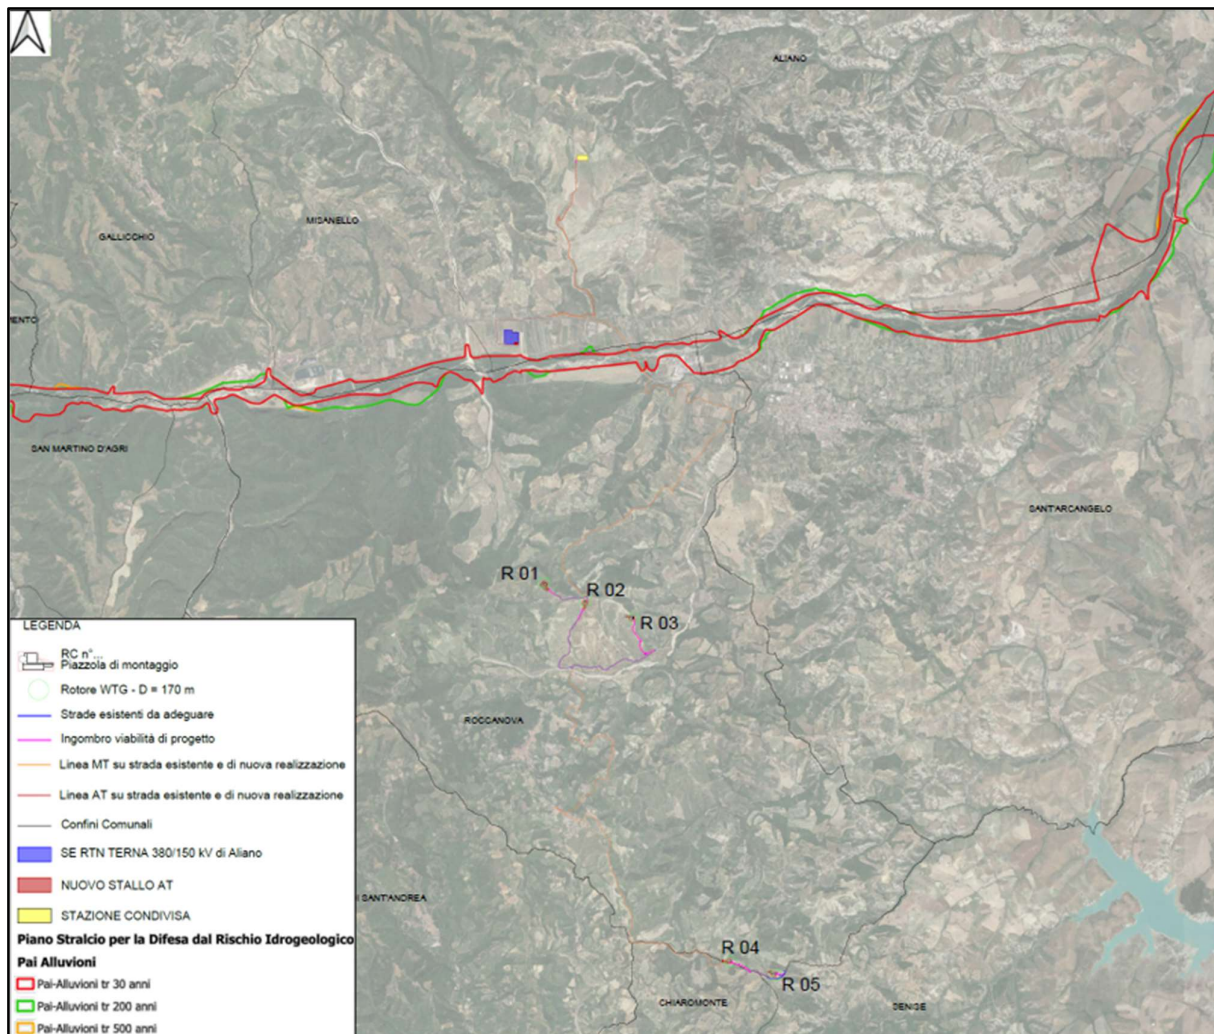 ALIANO
MISANELLO
GALLICCHIO
MENTO
SAN MARTINO D'AGRI
SANT'ARCANGELO
R 01
R 02
R 03
ROCCANOVA
I SANT'ANDREA
R 04
R 05
CHIAROMONTE
SENISE
LEGENDA
RC n°...
Piazzola di montaggio
Rotore WTG - D = 170 m
Strade esistenti da adeguare
Ingombro viabilità di progetto
Linea MT su strada esistente e di nuova realizzazione
Linea AT su strada esistente e di nuova realizzazione
Confini Comunali
SE RTN TERNA 380/150 kV di Aliano
NUOVO STALLO AT
STAZIONE CONDIVISA
Piano Stralcio per la Difesa dal Rischio Idrogeologico
Pai Alluvioni
Pai-Alluvioni tr 30 anni
Pai-Alluvioni tr 200 anni
Pai-Alluvioni tr 500 anni